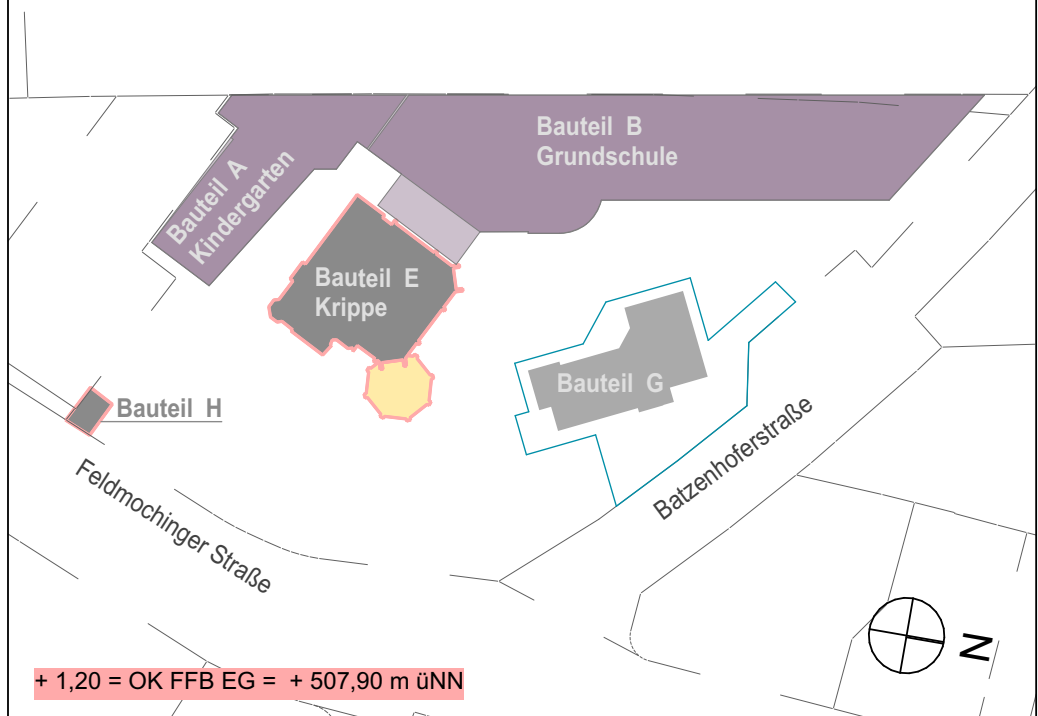 Bauteil B
Grundschule
Bauteil A
Kindergarten
Bauteil E
Krippe
Bauteil G
Bauteil H
Batzenhoferstraße
Feldmochinger Straße
N
+ 1,20 = OK FFB EG = + 507,90 m üNN